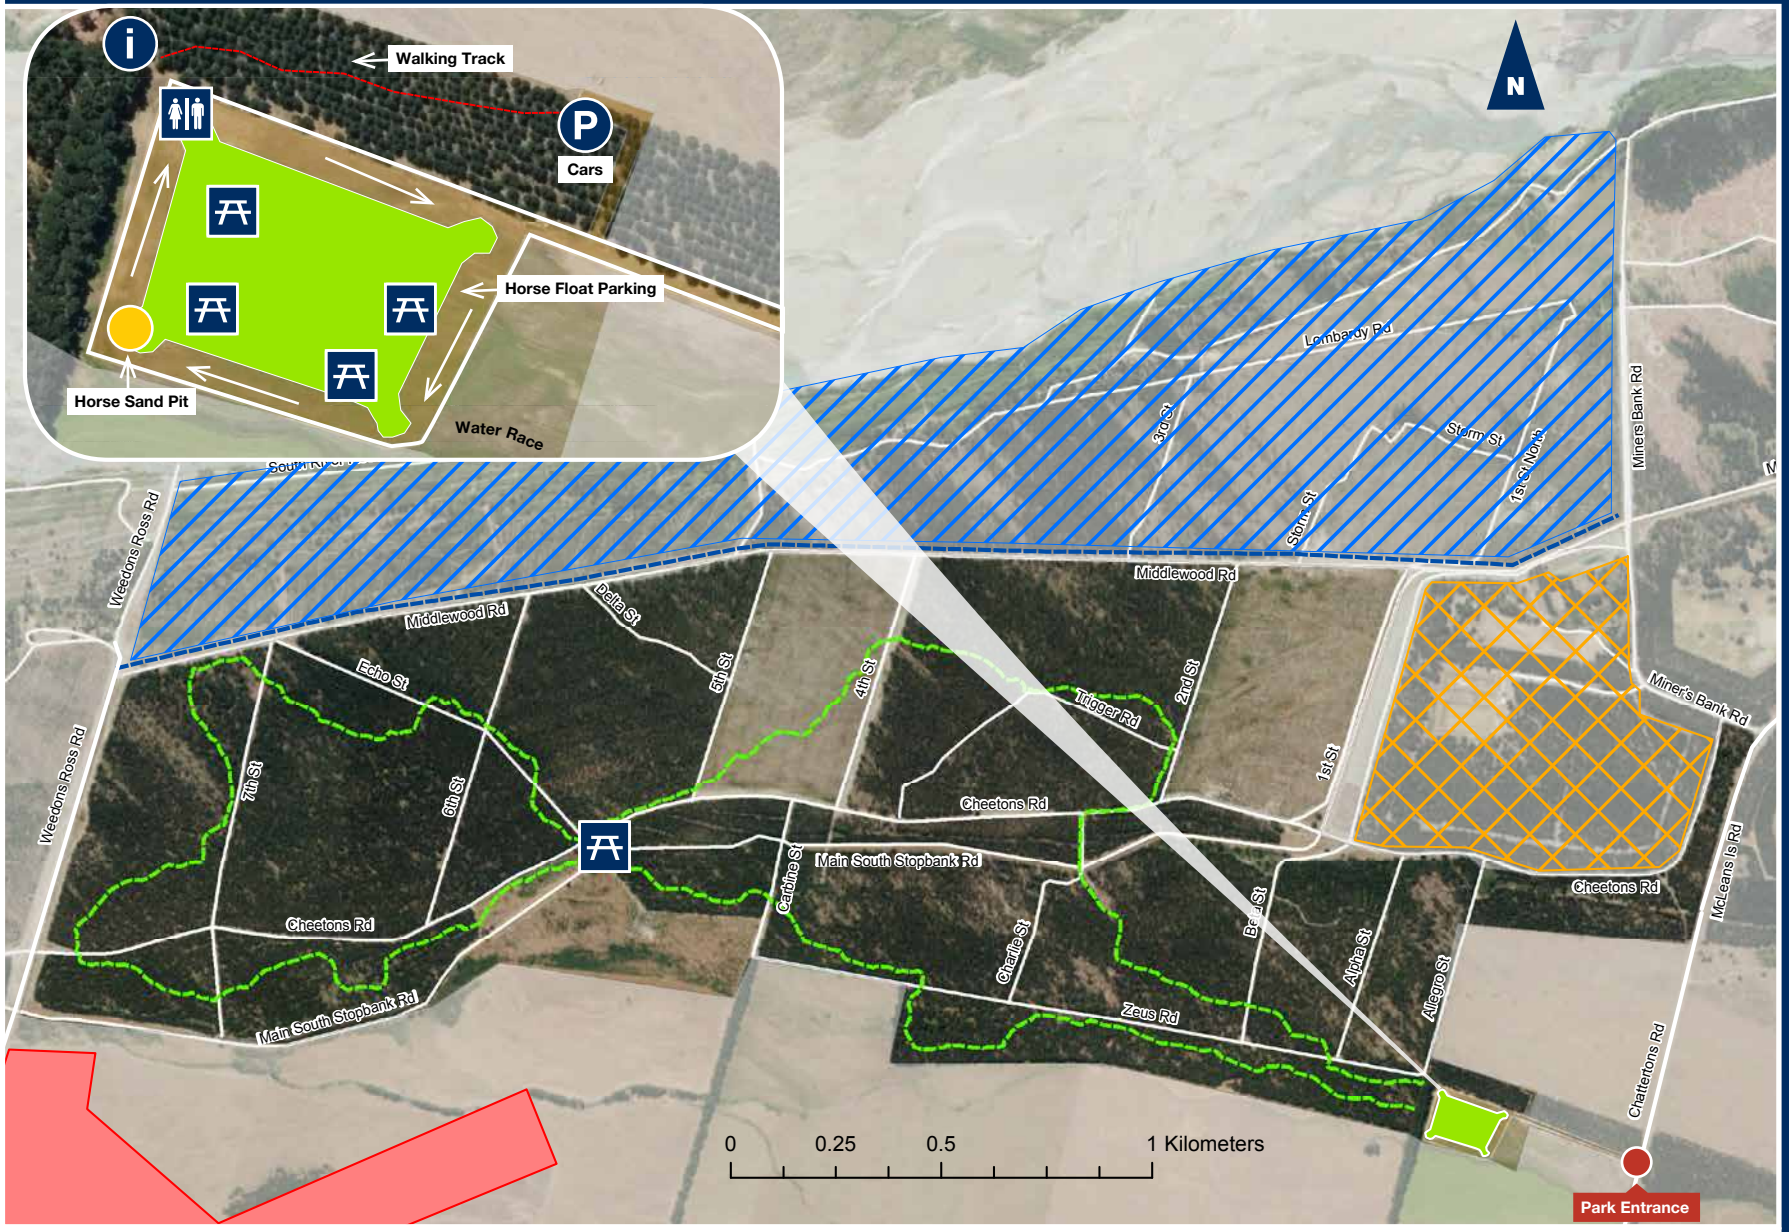 i
Walking Track
P
Cars
Horse Float Parking
Horse Sand Pit
Water Race
N
Lombardy Rd
3rd St
Storm St
Storm St
1st St North
Miners Bank Rd
South
Weedons Ross Rd
Middlewood Rd
Middlewood Rd
Delta St
Echo St
5th St
4th St
Trigger Rd
2nd St
1st St
Miner's Bank Rd
Weedons Ross Rd
7th St
6th St
Cheetons Rd
Main South Stopbank Rd
Carbine St
Cheetons Rd
McLeans Is Rd
Cheetons Rd
Charlie St
Beta St
Alpha St
Allegro St
Main South Stopbank Rd
Zeus Rd
Chattertons Rd
0 0.25 0.5 1 Kilometers
Park Entrance